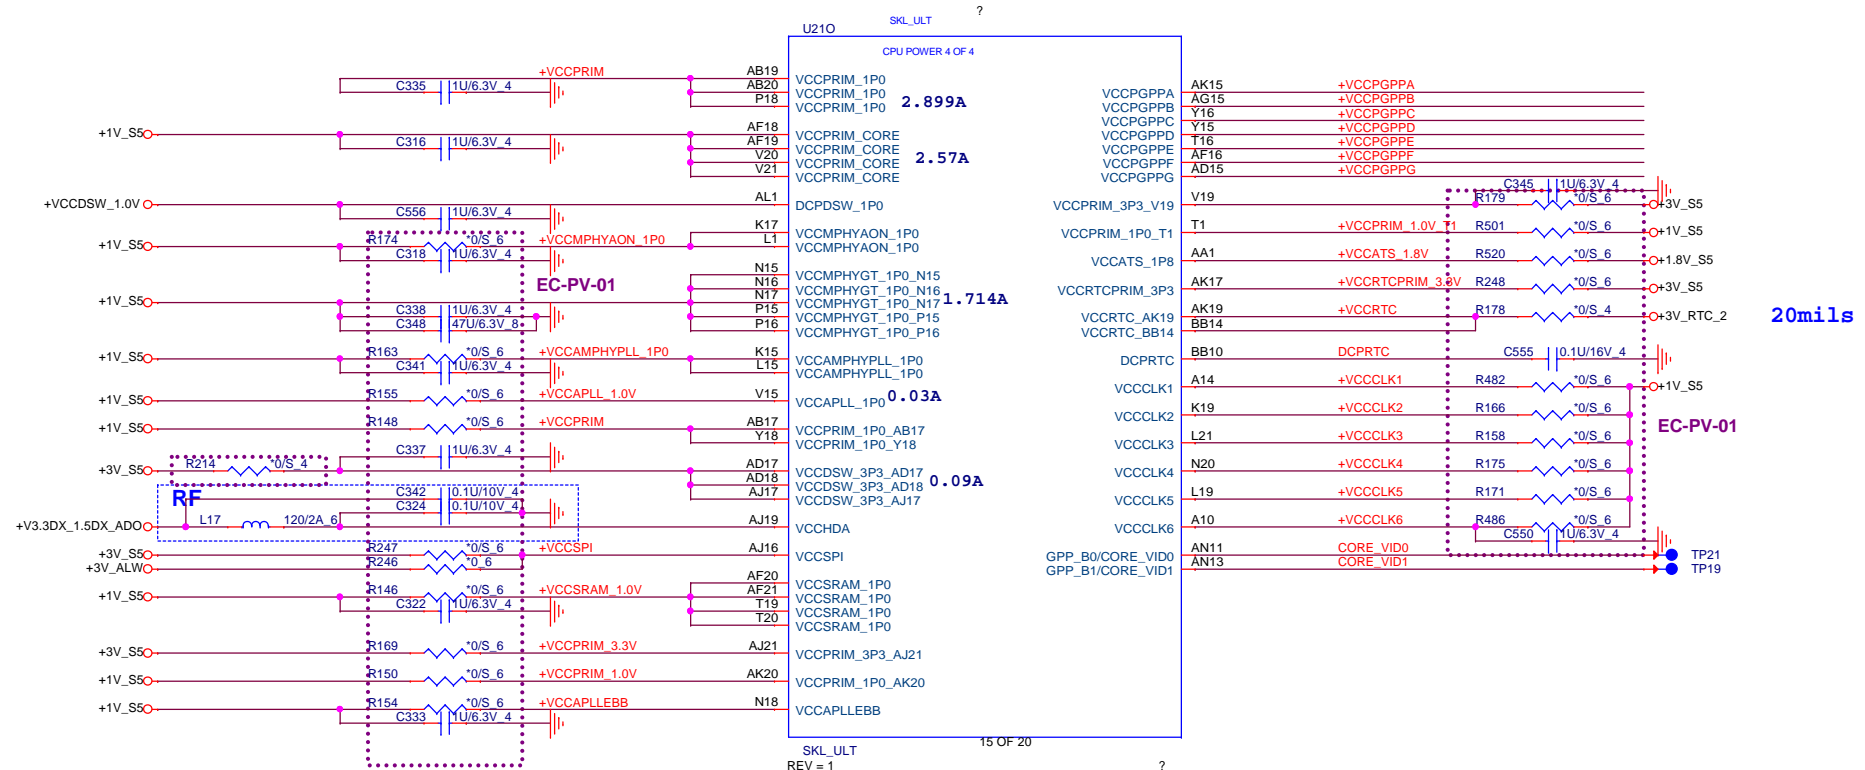 ?
U21O
SKL_ULT
CPU POWER 4 OF 4
C335 1U/6.3V_4 +VCCPRIM AB19 VCCPRIM_1P0
AB20 VCCPRIM_1P0
P18 VCCPRIM_1P0 2.899A
+1V_S5 AF18 VCCPRIM_CORE
C316 1U/6.3V_4 AF19 VCCPRIM_CORE
V20 VCCPRIM_CORE 2.57A
V21 VCCPRIM_CORE
+VCCDSW_1.0V AL1 DCPDSW_1P0
C556 1U/6.3V_4
K17 VCCMPHYAON_1P0
+1V_S5 R174 *0/S_6 +VCCMPHYAON_1P0 L1 VCCMPHYAON_1P0
C318 1U/6.3V_4
EC-PV-01
N15 VCCMPHYGT_1P0_N15
N16 VCCMPHYGT_1P0_N16
+1V_S5 N17 VCCMPHYGT_1P0_N17 1.714A
C338 1U/6.3V_4 P15 VCCMPHYGT_1P0_P15
C348 47U/6.3V_8 P16 VCCMPHYGT_1P0_P16
+1V_S5 R163 *0/S_6 +VCCAMPHYPLL_1P0 K15 VCCAMPHYPLL_1P0
C341 1U/6.3V_4 L15 VCCAMPHYPLL_1P0
+1V_S5 R155 *0/S_6 +VCCAPLL_1.0V V15 VCCAPLL_1P0 0.03A
+1V_S5 R148 *0/S_6 +VCCPRIM AB17 VCCPRIM_1P0_AB17
Y18 VCCPRIM_1P0_Y18
C337 1U/6.3V_4
+3V_S5 R214 *0/S_4 AD17 VCCDSW_3P3_AD17
AD18 VCCDSW_3P3_AD18 0.09A
AJ17 VCCDSW_3P3_AJ17
RF
C342 0.1U/10V_4
C324 0.1U/10V_4
+V3.3DX_1.5DX_ADO L17 120/2A_6 AJ19 VCCHDA
+3V_S5 R247 *0/S_6 +VCCSPI AJ16 VCCSPI
+3V_ALW R246 *0_6
AF20 VCCSRAM_1P0
+1V_S5 R146 *0/S_6 +VCCSRAM_1.0V AF21 VCCSRAM_1P0
C322 1U/6.3V_4 T19 VCCSRAM_1P0
T20 VCCSRAM_1P0
+3V_S5 R169 *0/S_6 +VCCPRIM_3.3V AJ21 VCCPRIM_3P3_AJ21
+1V_S5 R150 *0/S_6 +VCCPRIM_1.0V AK20 VCCPRIM_1P0_AK20
+1V_S5 R154 *0/S_6 +VCCAPLLEBB N18 VCCAPLLEBB
C333 1U/6.3V_4
VCCPGPPA AK15 +VCCPGPPA
VCCPGPPB AG15 +VCCPGPPB
VCCPGPPC Y16 +VCCPGPPC
VCCPGPPD Y15 +VCCPGPPD
VCCPGPPE T16 +VCCPGPPE
VCCPGPPF AF16 +VCCPGPPF
VCCPGPPG AD15 +VCCPGPPG
C345 1U/6.3V_4
VCCPRIM_3P3_V19 V19 R179 *0/S_6 +3V_S5
VCCPRIM_1P0_T1 T1 +VCCPRIM_1.0V_T1 R501 *0/S_6 +1V_S5
VCCATS_1P8 AA1 +VCCATS_1.8V R520 *0/S_6 +1.8V_S5
VCCRTCPRIM_3P3 AK17 +VCCRTCPRIM_3.3V R248 *0/S_6 +3V_S5
VCCRTC_AK19 AK19 +VCCRTC R178 *0/S_4 +3V_RTC_2 20mils
VCCRTC_BB14 BB14
DCPRTC BB10 DCPRTC C555 0.1U/16V_4
VCCCLK1 A14 +VCCCLK1 R482 *0/S_6 +1V_S5
VCCCLK2 K19 +VCCCLK2 R166 *0/S_6
EC-PV-01
VCCCLK3 L21 +VCCCLK3 R158 *0/S_6
VCCCLK4 N20 +VCCCLK4 R175 *0/S_6
VCCCLK5 L19 +VCCCLK5 R171 *0/S_6
VCCCLK6 A10 +VCCCLK6 R486 *0/S_6
C550 1U/6.3V_4
GPP_B0/CORE_VID0 AN11 CORE_VID0 TP21
GPP_B1/CORE_VID1 AN13 CORE_VID1 TP19
15 OF 20
SKL_ULT
REV = 1
?